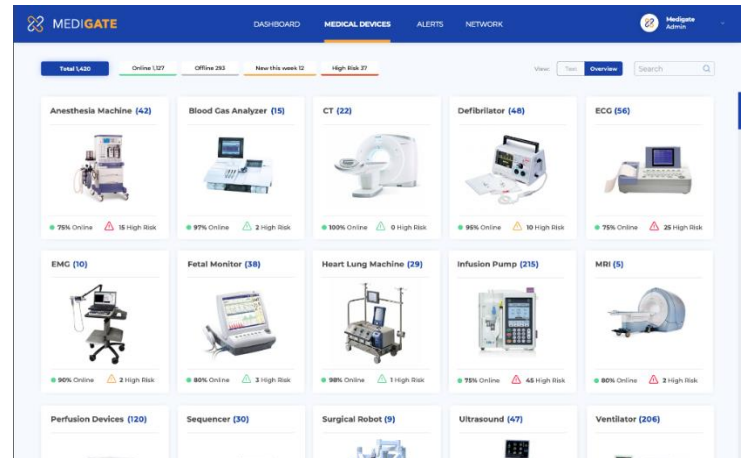 MEDIGATE
DASHBOARD MEDICAL DEVICES ALERTS NETWORK
Medigate
Admin
Total 1,420 Online 1,127 Offline 293 New this week 12 High Risk 27
View: Text Overview Search
Anesthesia Machine (42) Blood Gas Analyzer (15) CT (22) Defibrilator (48) ECG (56)
75% Online 15 High Risk 97% Online 2 High Risk 100% Online 0 High Risk 95% Online 10 High Risk 75% Online 25 High Risk
EMG (10) Fetal Monitor (38) Heart Lung Machine (29) Infusion Pump (215) MRI (5)
90% Online 2 High Risk 80% Online 3 High Risk 98% Online 1 High Risk 75% Online 45 High Risk 80% Online 2 High Risk
Perfusion Devices (120) Sequencer (30) Surgical Robot (9) Ultrasound (47) Ventilator (206)